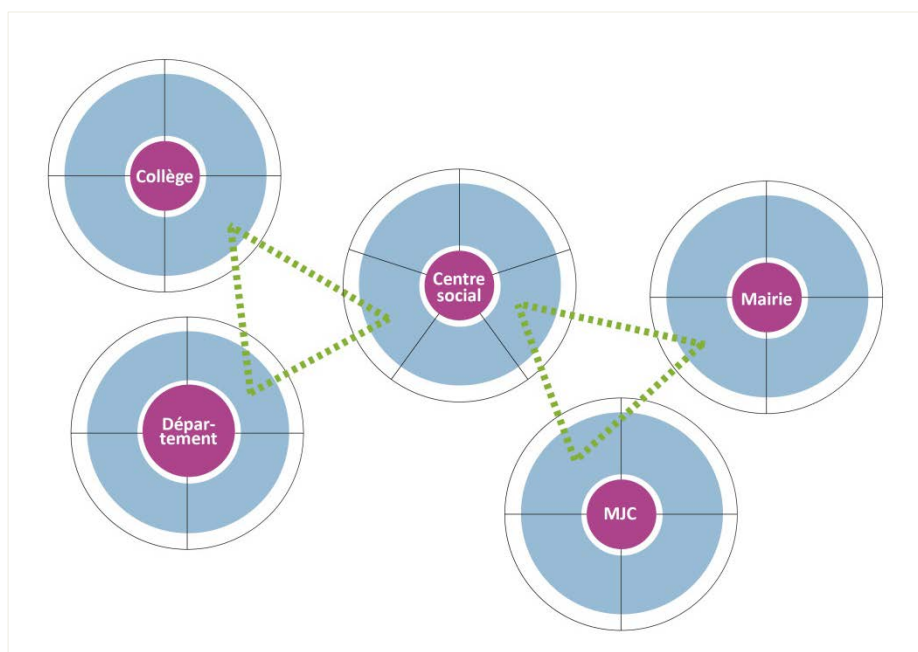 Collège
Centre
social
Mairie
Dépar-
tement
MJC